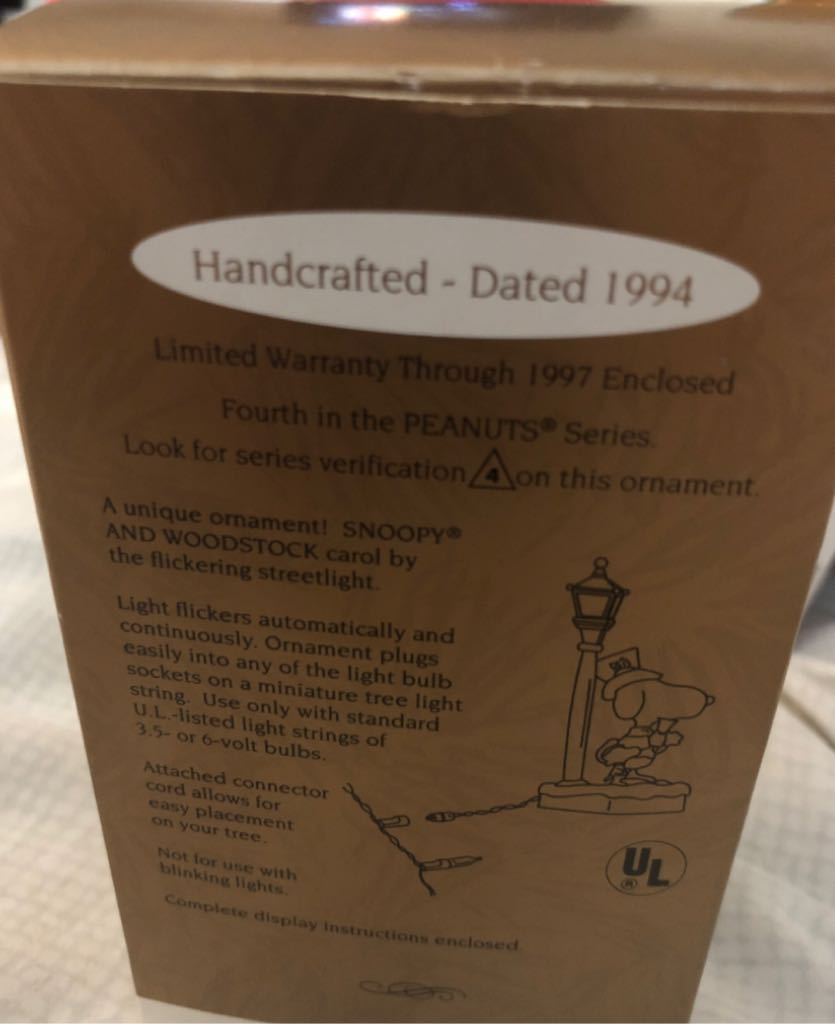 Handcrafted - Dated 1994
Limited Warranty Through 1997 Enclosed
Fourth in the PEANUTS® Series.
Look for series verification 4 on this ornament.
A unique ornament! SNOOPY®
AND WOODSTOCK carol by
the flickering streetlight.
Light flickers automatically and
continuously. Ornament plugs
easily into any of the light bulb
sockets on a miniature tree light
string. Use only with standard
U.L.-listed light strings of
3.5- or 6-volt bulbs.
Attached connector
cord allows for
easy placement
on your tree.
Not for use with
blinking lights.
UL®
Complete display instructions enclosed.